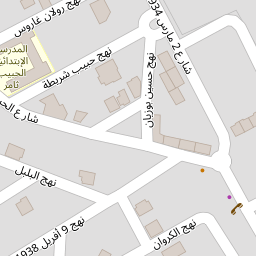 نهج رولان غاروس
شارع 2 مارس 1934
المدرسة
الإبتدائية
الحبيب
ثامر
نهج حبيب شريطة
نهج حسين بوزيان
شارع الح
نهج البلبل
نهج 9 أفريل 1938
نهج الكروان